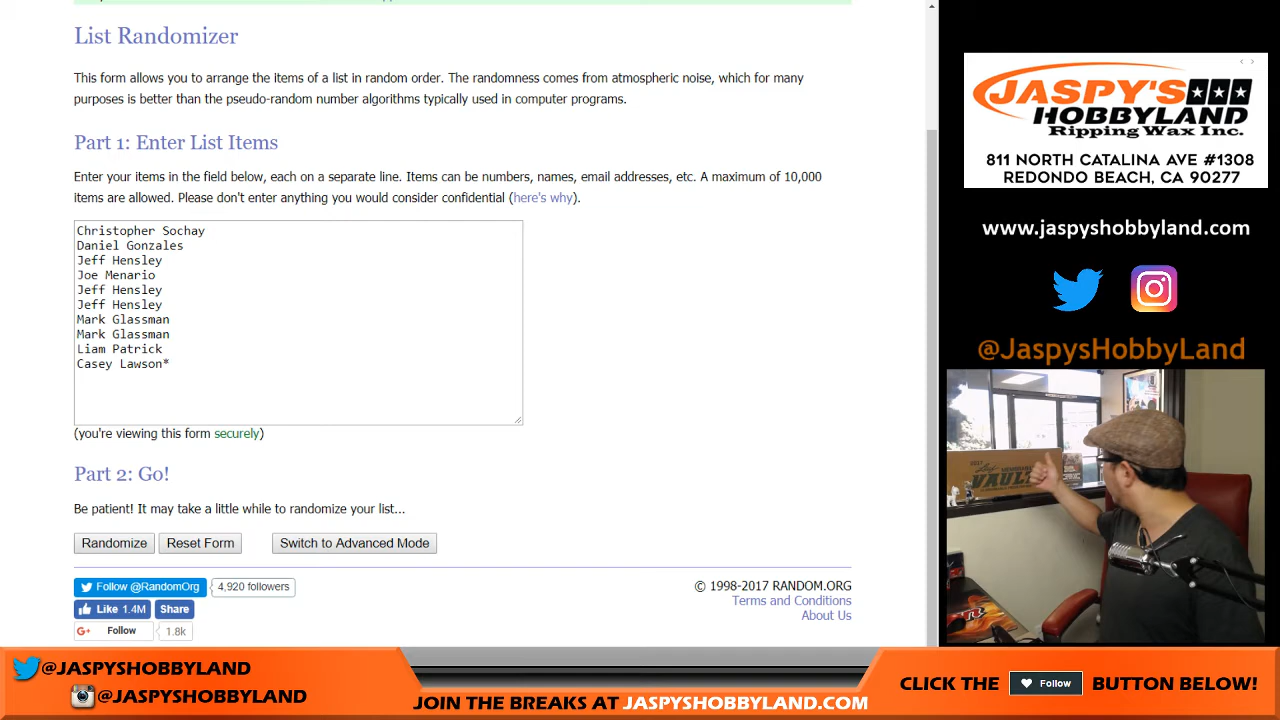 List Randomizer
This form allows you to arrange the items of a list in random order. The randomness comes from atmospheric noise, which for many
purposes is better than the pseudo-random number algorithms typically used in computer programs.
Part 1: Enter List Items
Enter your items in the field below, each on a separate line. Items can be numbers, names, email addresses, etc. A maximum of 10,000
items are allowed. Please don't enter anything you would consider confidential (here's why).
Christopher Sochay
Daniel Gonzales
Jeff Hensley
Joe Menario
Jeff Hensley
Jeff Hensley
Mark Glassman
Mark Glassman
Liam Patrick
Casey Lawson*
(you're viewing this form securely)
Part 2: Go!
Be patient! It may take a little while to randomize your list...
Randomize Reset Form Switch to Advanced Mode
Follow @RandomOrg 4,920 followers
Like 1.4M Share
G+ Follow 1.8k
© 1998-2017 RANDOM.ORG
Terms and Conditions
About Us
JASPY'S
HOBBYLAND
Ripping Wax Inc.
811 NORTH CATALINA AVE #1308
REDONDO BEACH, CA 90277
www.jaspyshobbyland.com
@JaspysHobbyLand
VAULT
@JASPYSHOBBYLAND
@JASPYSHOBBYLAND
JOIN THE BREAKS AT JASPYSHOBBYLAND.COM
CLICK THE Follow BUTTON BELOW!